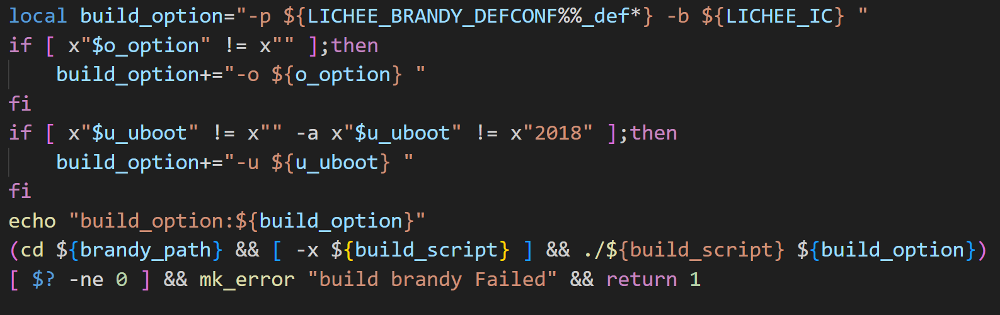 local build_option="-p ${LICHEE_BRANDY_DEFCONF%%_def*} -b ${LICHEE_IC} "
if [ x"$o_option" != x"" ];then
    build_option+="-o ${o_option} "
fi
if [ x"$u_uboot" != x"" -a x"$u_uboot" != x"2018" ];then
    build_option+="-u ${u_uboot} "
fi
echo "build_option:${build_option}"
(cd ${brandy_path} && [ -x ${build_script} ] && ./${build_script} ${build_option})
[ $? -ne 0 ] && mk_error "build brandy Failed" && return 1